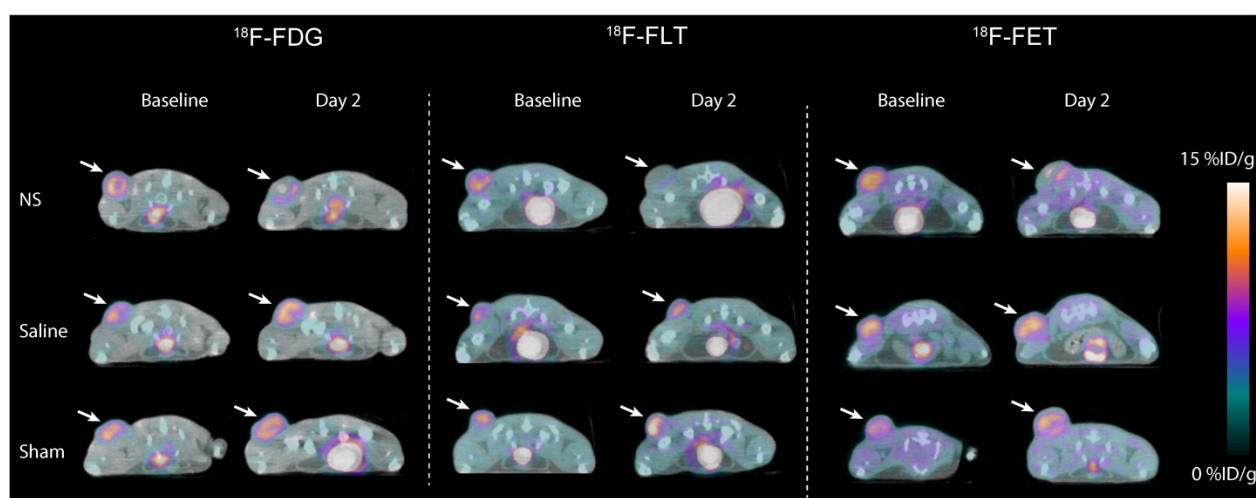 ¹⁸F-FDG ¹⁸F-FLT ¹⁸F-FET
Baseline Day 2 Baseline Day 2 Baseline Day 2
15 %ID/g
NS
Saline
Sham
0 %ID/g